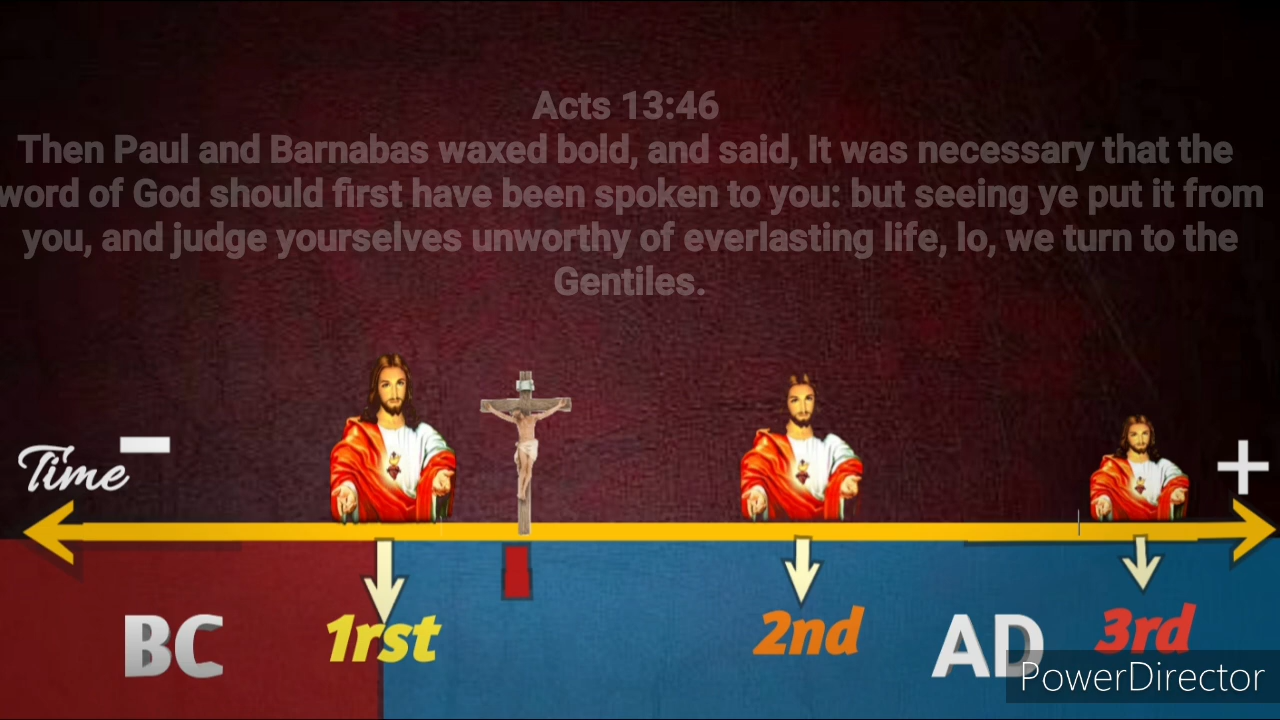 Acts 13:46
Then Paul and Barnabas waxed bold, and said, It was necessary that the
word of God should first have been spoken to you: but seeing ye put it from
you, and judge yourselves unworthy of everlasting life, lo, we turn to the
Gentiles.
Time -
+
BC 1rst 2nd AD 3rd
PowerDirector